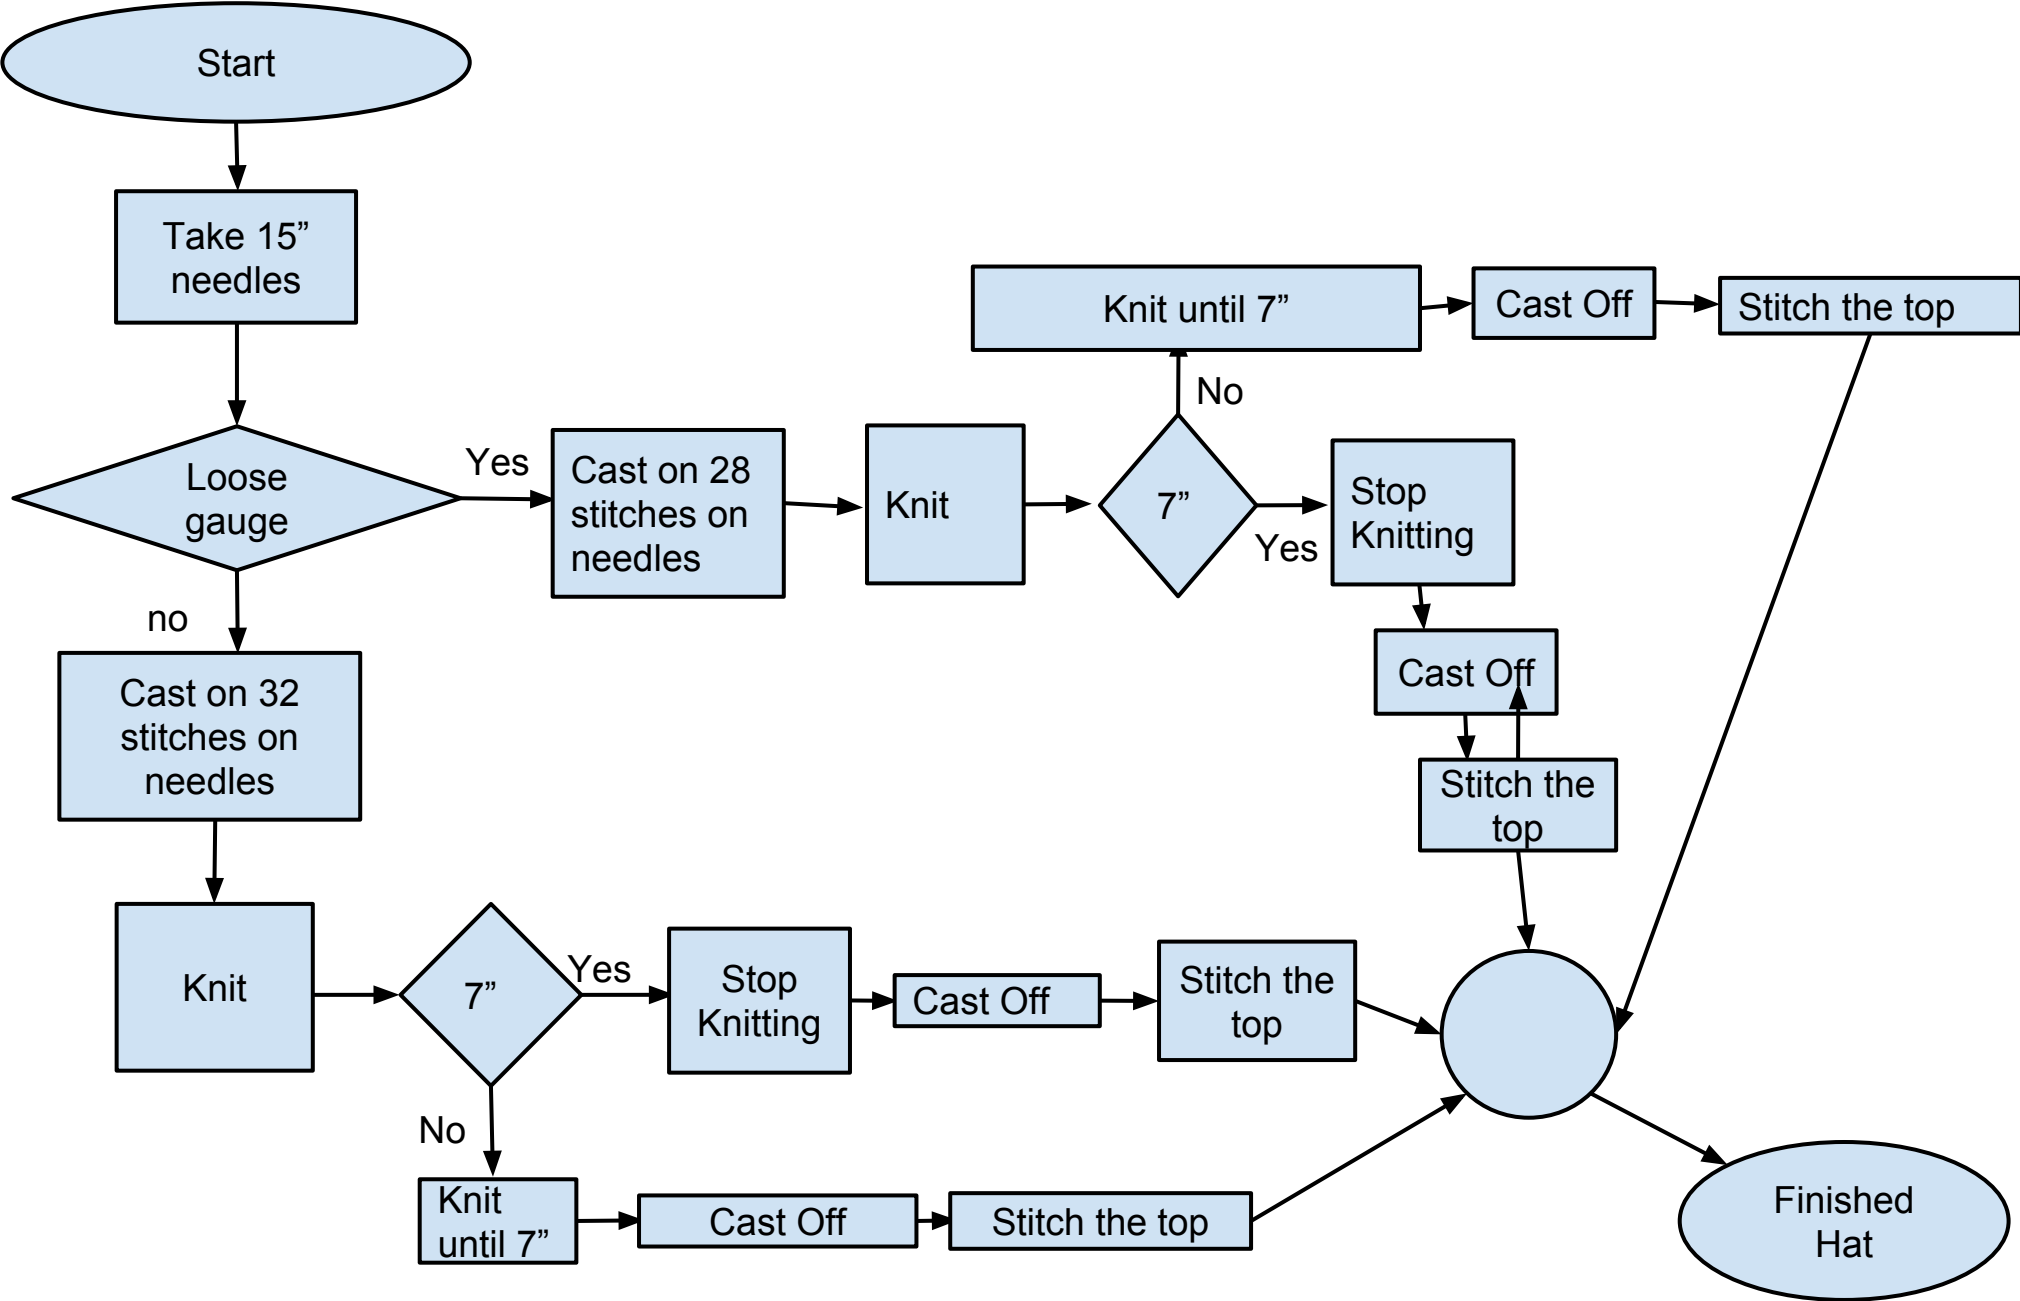 Start
Take 15”
needles
Loose
gauge
Yes
Cast on 28
stitches on
needles
Knit
7”
No
Knit until 7”
Cast Off
Stitch the top
Yes
Stop
Knitting
Cast Off
Stitch the
top
no
Cast on 32
stitches on
needles
Knit
7”
Yes
Stop
Knitting
Cast Off
Stitch the
top
No
Knit
until 7”
Cast Off
Stitch the top
Finished
Hat